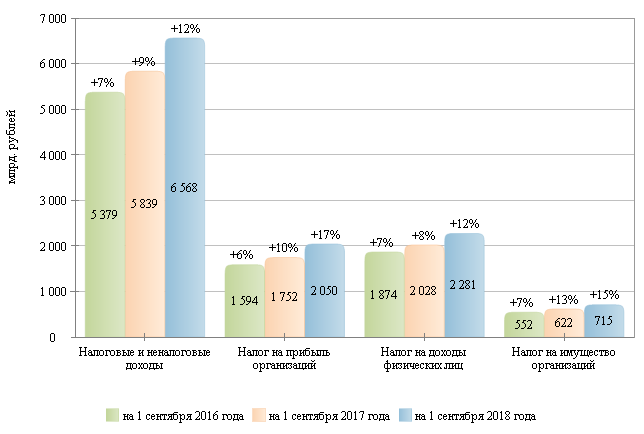 млрд. рублей
7 000
6 000
5 000
4 000
3 000
2 000
1 000
0
+7%
+9%
+12%
5 379
5 839
6 568
+6%
+10%
+17%
1 594
1 752
2 050
+7%
+8%
+12%
1 874
2 028
2 281
+7%
+13%
+15%
552
622
715
Налоговые и неналоговые
доходы
Налог на прибыль
организаций
Налог на доходы
физических лиц
Налог на имущество
организаций
на 1 сентября 2016 года
на 1 сентября 2017 года
на 1 сентября 2018 года